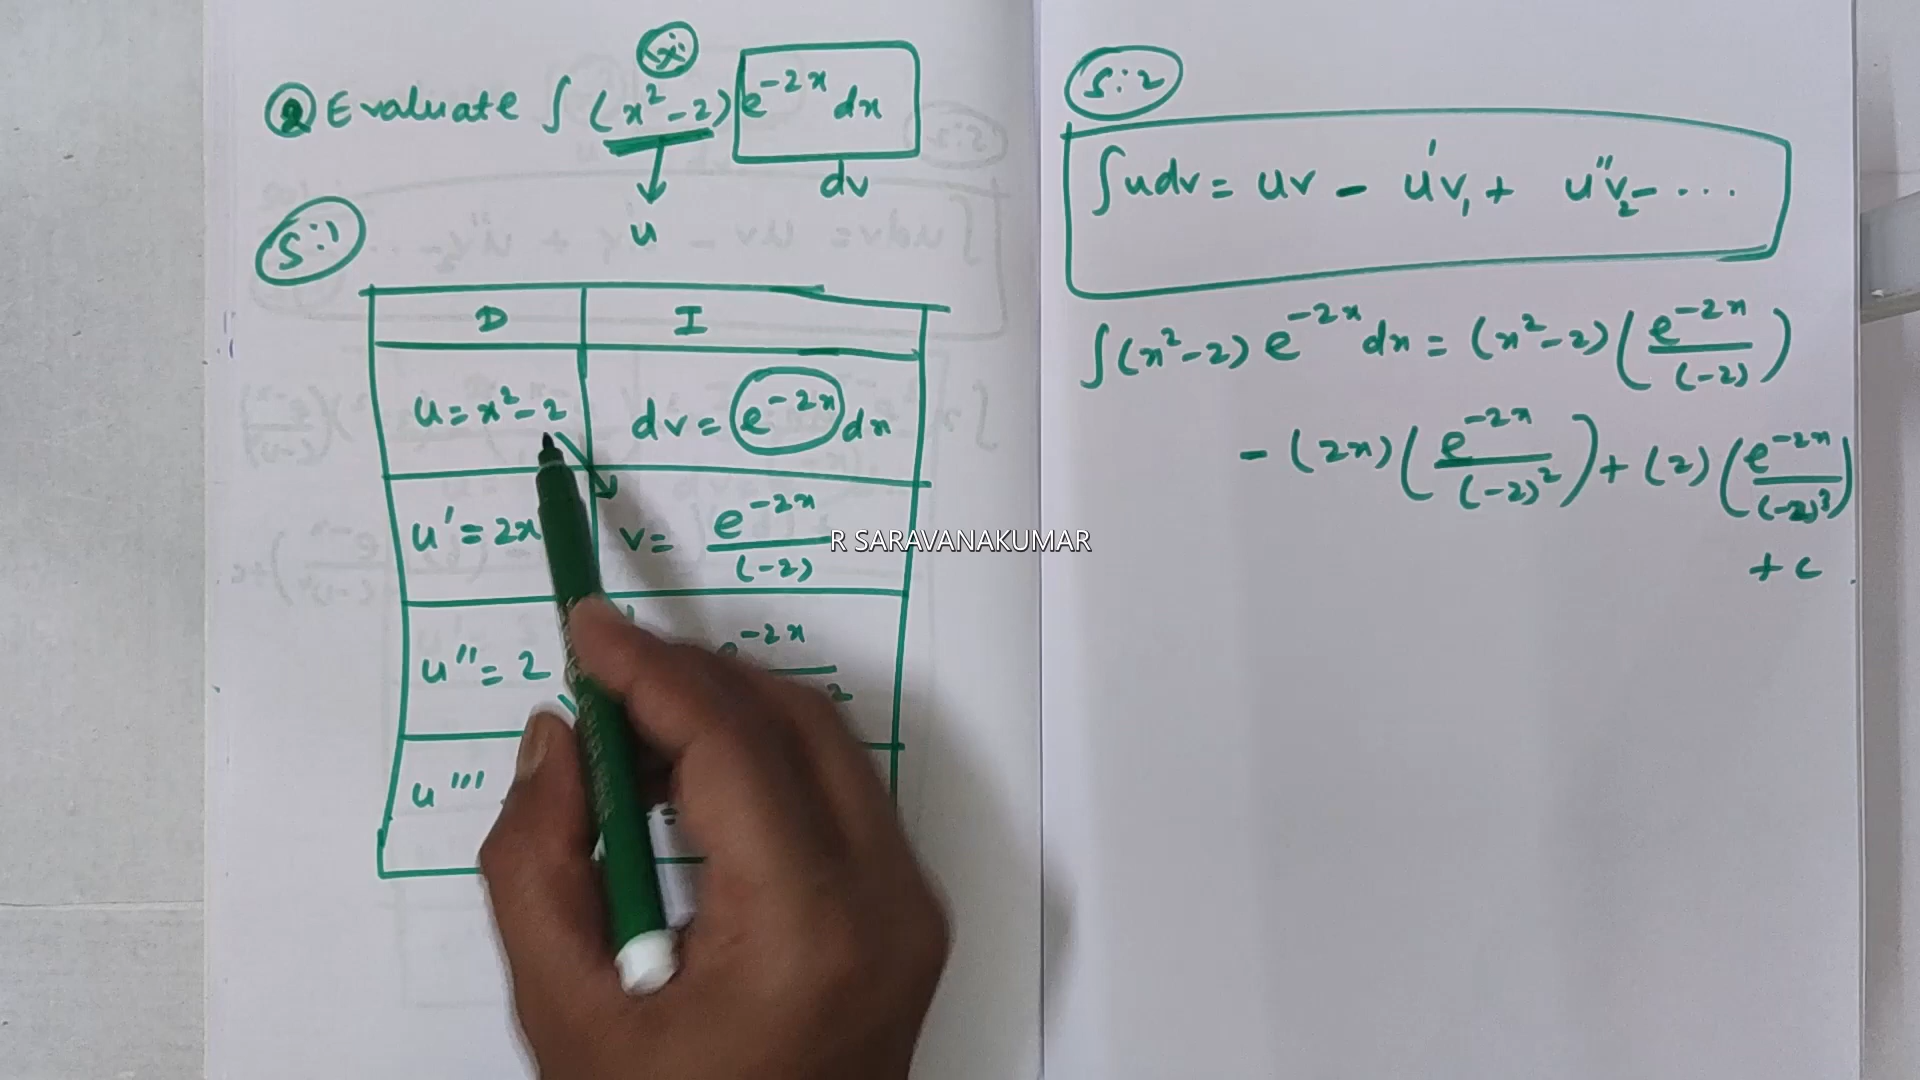 Q Evaluate ∫ (x² - 2) e^{-2x} dx
u
dv
S:1
D I
u = x² - 2 dv = e^{-2x} dx
u' = 2x v = e^{-2x}/(-2)
u'' = 2 e^{-2x} 2
u''' =
S:2
∫ u dv = uv - u'v₁ + u''v₂ - ....
∫ (x² - 2) e^{-2x} dx = (x² - 2) (e^{-2x}/(-2))
- (2x) (e^{-2x}/(-2)²) + (2) (e^{-2x}/(-2)³)
+ c .
R SARAVANAKUMAR